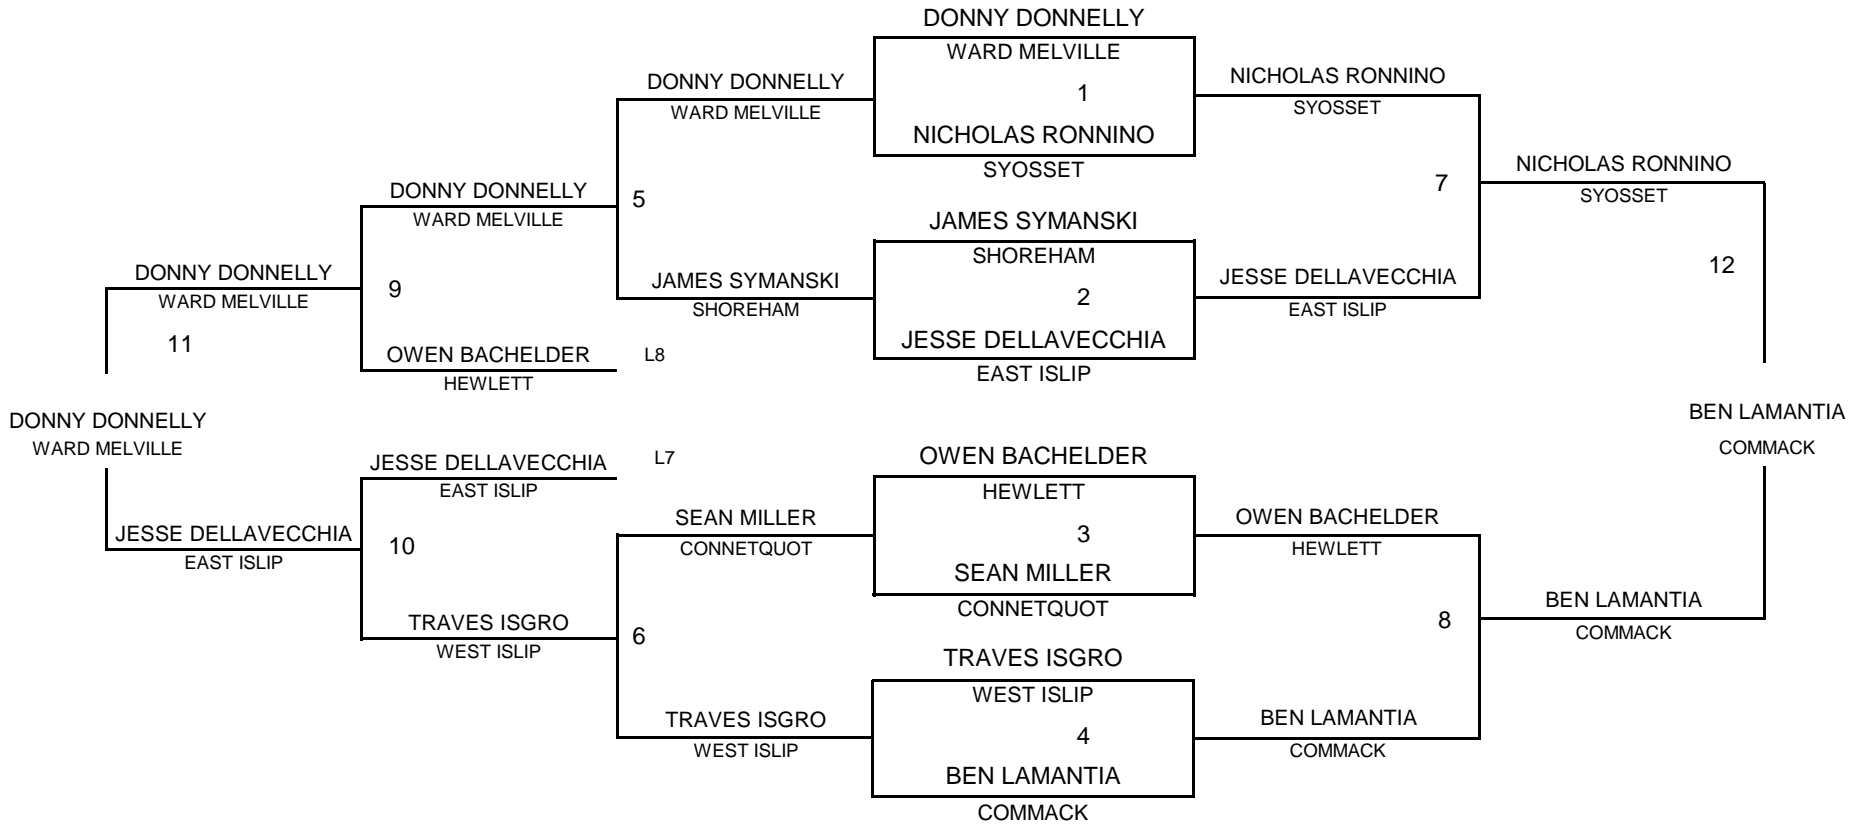 DONNY DONNELLY
WARD MELVILLE
1
NICHOLAS RONNINO
SYOSSET
JAMES SYMANSKI
SHOREHAM
2
JESSE DELLAVECCHIA
EAST ISLIP
OWEN BACHELDER
HEWLETT
3
SEAN MILLER
CONNETQUOT
TRAVES ISGRO
WEST ISLIP
4
BEN LAMANTIA
COMMACK
NICHOLAS RONNINO
SYOSSET
7
JESSE DELLAVECCHIA
EAST ISLIP
OWEN BACHELDER
HEWLETT
8
BEN LAMANTIA
COMMACK
NICHOLAS RONNINO
SYOSSET
12
BEN LAMANTIA
COMMACK
BEN LAMANTIA
COMMACK
DONNY DONNELLY
WARD MELVILLE
5
JAMES SYMANSKI
SHOREHAM
SEAN MILLER
CONNETQUOT
6
TRAVES ISGRO
WEST ISLIP
DONNY DONNELLY
WARD MELVILLE
9
OWEN BACHELDER
L8
HEWLETT
JESSE DELLAVECCHIA
L7
EAST ISLIP
10
TRAVES ISGRO
WEST ISLIP
DONNY DONNELLY
WARD MELVILLE
11
JESSE DELLAVECCHIA
EAST ISLIP
DONNY DONNELLY
WARD MELVILLE